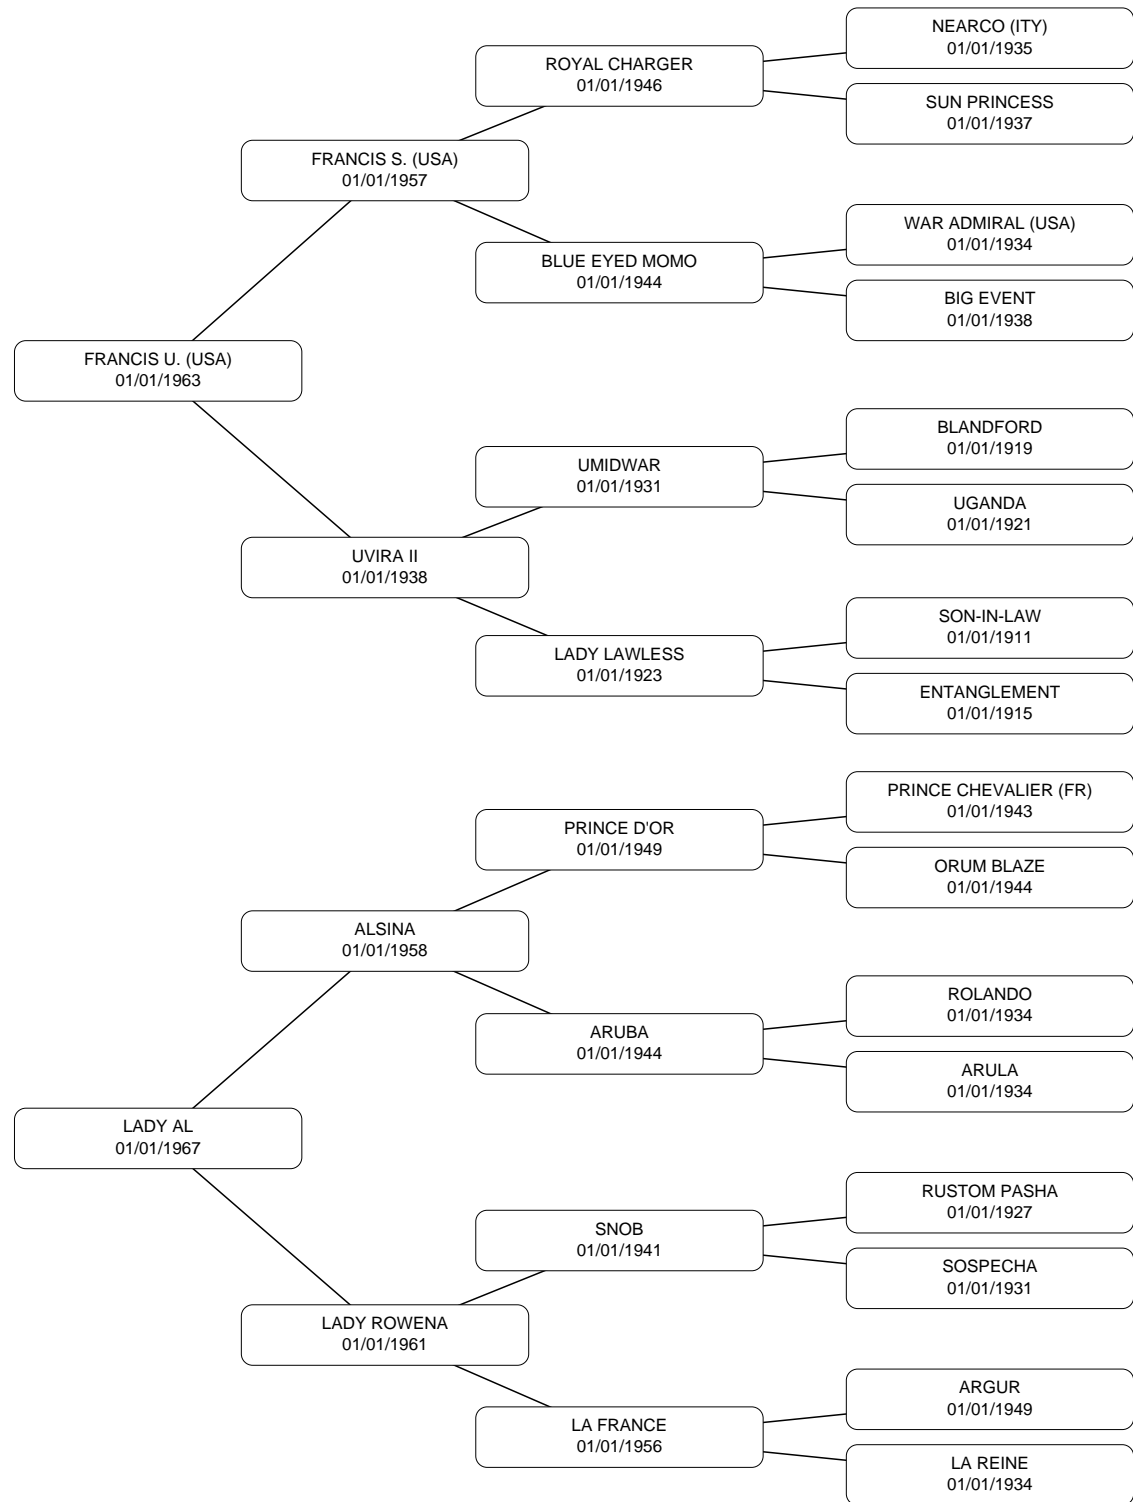 NEARCO (ITY)
01/01/1935
ROYAL CHARGER
01/01/1946
SUN PRINCESS
01/01/1937
FRANCIS S. (USA)
01/01/1957
WAR ADMIRAL (USA)
01/01/1934
BLUE EYED MOMO
01/01/1944
BIG EVENT
01/01/1938
FRANCIS U. (USA)
01/01/1963
BLANDFORD
01/01/1919
UMIDWAR
01/01/1931
UGANDA
01/01/1921
UVIRA II
01/01/1938
SON-IN-LAW
01/01/1911
LADY LAWLESS
01/01/1923
ENTANGLEMENT
01/01/1915
PRINCE CHEVALIER (FR)
01/01/1943
PRINCE D'OR
01/01/1949
ORUM BLAZE
01/01/1944
ALSINA
01/01/1958
ROLANDO
01/01/1934
ARUBA
01/01/1944
ARULA
01/01/1934
LADY AL
01/01/1967
RUSTOM PASHA
01/01/1927
SNOB
01/01/1941
SOSPECHA
01/01/1931
LADY ROWENA
01/01/1961
ARGUR
01/01/1949
LA FRANCE
01/01/1956
LA REINE
01/01/1934